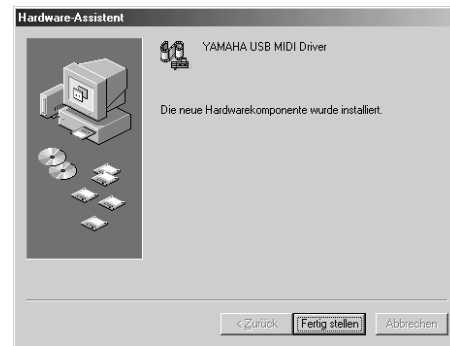 Hardware-Assistent
YAMAHA USB MIDI Driver
Die neue Hardwarekomponente wurde installiert.
< Zurück
Fertig stellen
Abbrechen